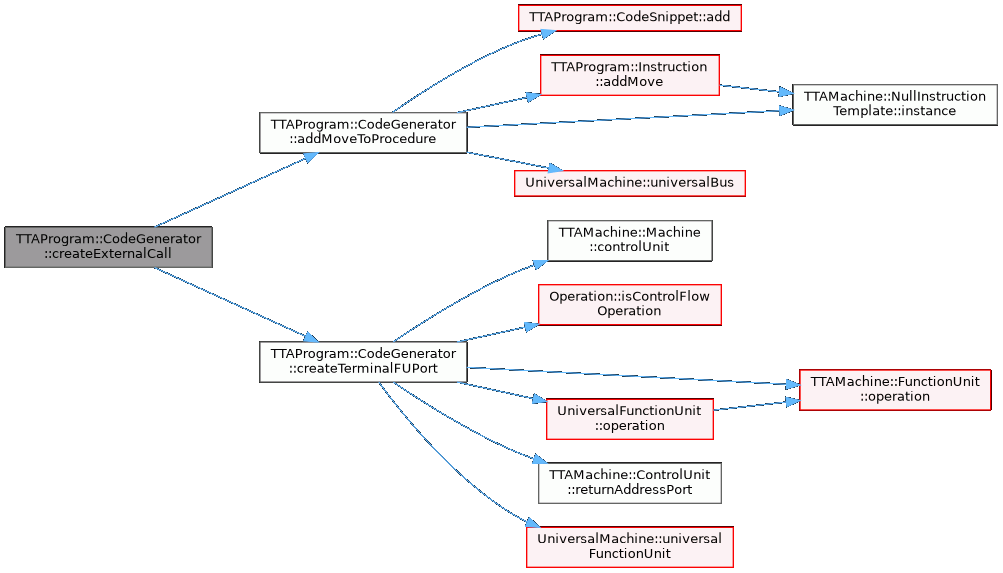 TTAProgram::CodeSnippet::add
TTAProgram::Instruction
::addMove
TTAMachine::NullInstruction
Template::instance
TTAProgram::CodeGenerator
::addMoveToProcedure
UniversalMachine::universalBus
TTAProgram::CodeGenerator
::createExternalCall
TTAMachine::Machine
::controlUnit
Operation::isControlFlow
Operation
TTAProgram::CodeGenerator
::createTerminalFUPort
TTAMachine::FunctionUnit
::operation
UniversalFunctionUnit
::operation
TTAMachine::ControlUnit
::returnAddressPort
UniversalMachine::universal
FunctionUnit